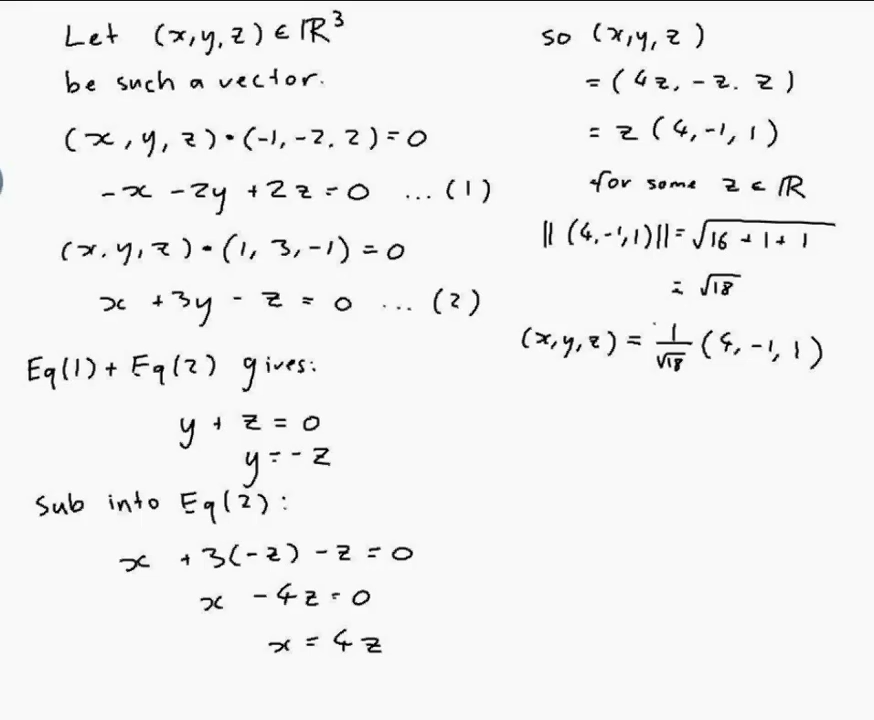 Let (x, y, z) ∈ ℝ³
be such a vector.
(x, y, z) • (-1, -2, 2) = 0
-x - 2y + 2z = 0 ... (1)
(x, y, z) • (1, 3, -1) = 0
x + 3y - z = 0 ... (2)
Eq(1) + Eq(2) gives:
y + z = 0
y = -z
Sub into Eq(2):
x + 3(-z) - z = 0
x - 4z = 0
x = 4z
so (x, y, z)
= (4z, -z, z)
= z (4, -1, 1)
for some z ∈ ℝ
||(4, -1, 1)|| = √(16 + 1 + 1)
= √18
(x, y, z) = 1/√18 (4, -1, 1)